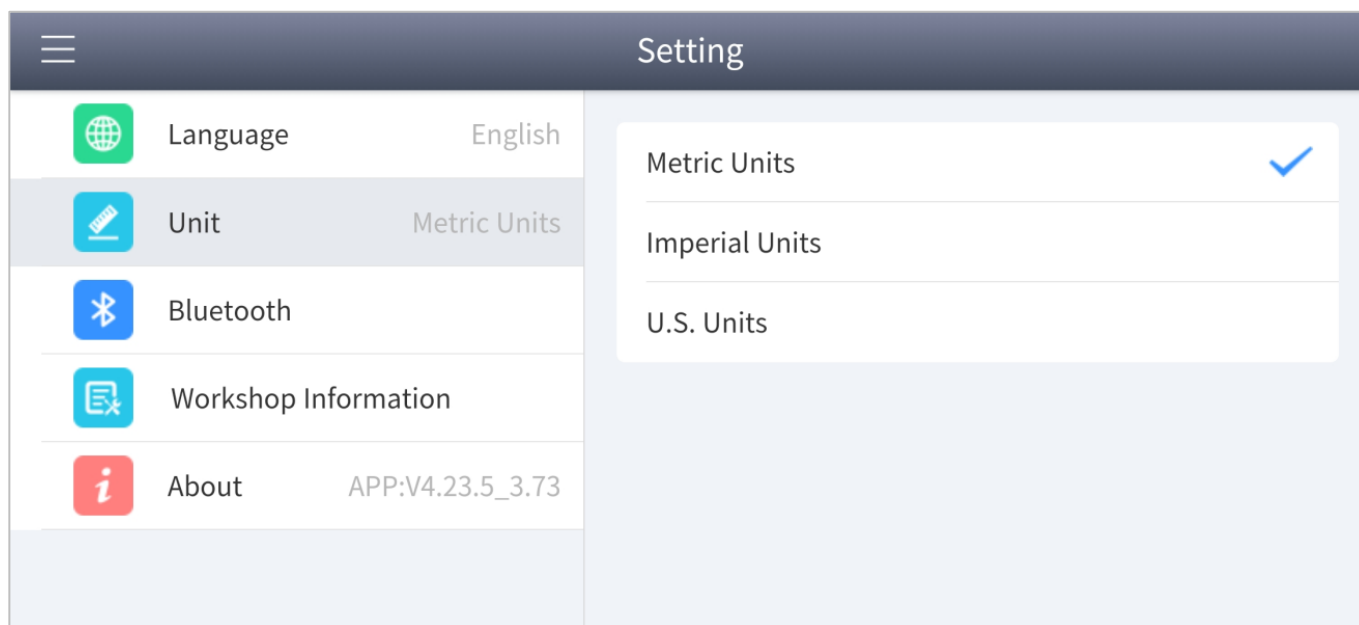 Setting
Language English
Unit Metric Units
Bluetooth
Workshop Information
About APP:V4.23.5_3.73
Metric Units
Imperial Units
U.S. Units